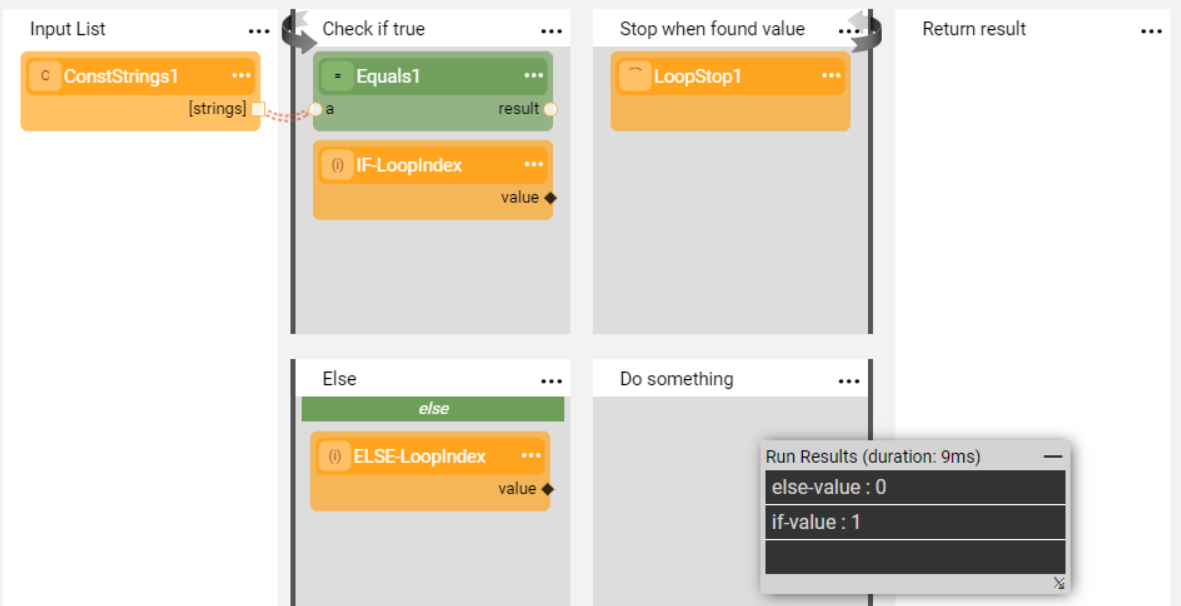 Input List ...
Check if true ...
Stop when found value ...
Return result ...
C ConstStrings1 ...
[strings]
= Equals1 ...
a result
LoopStop1 ...
(i) IF-LoopIndex ...
value
Else ...
Do something ...
else
(i) ELSE-LoopIndex ...
value
Run Results (duration: 9ms)
else-value : 0
if-value : 1